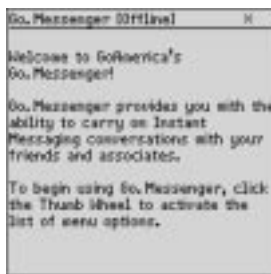 Go.Messenger [Offline] ×
Welcome to GoAmerica's
Go.Messenger!
Go.Messenger provides you with the
ability to carry on Instant
Messaging conversations with your
friends and associates.
To begin using Go.Messenger, click
the Thumb Wheel to activate the
list of menu options.